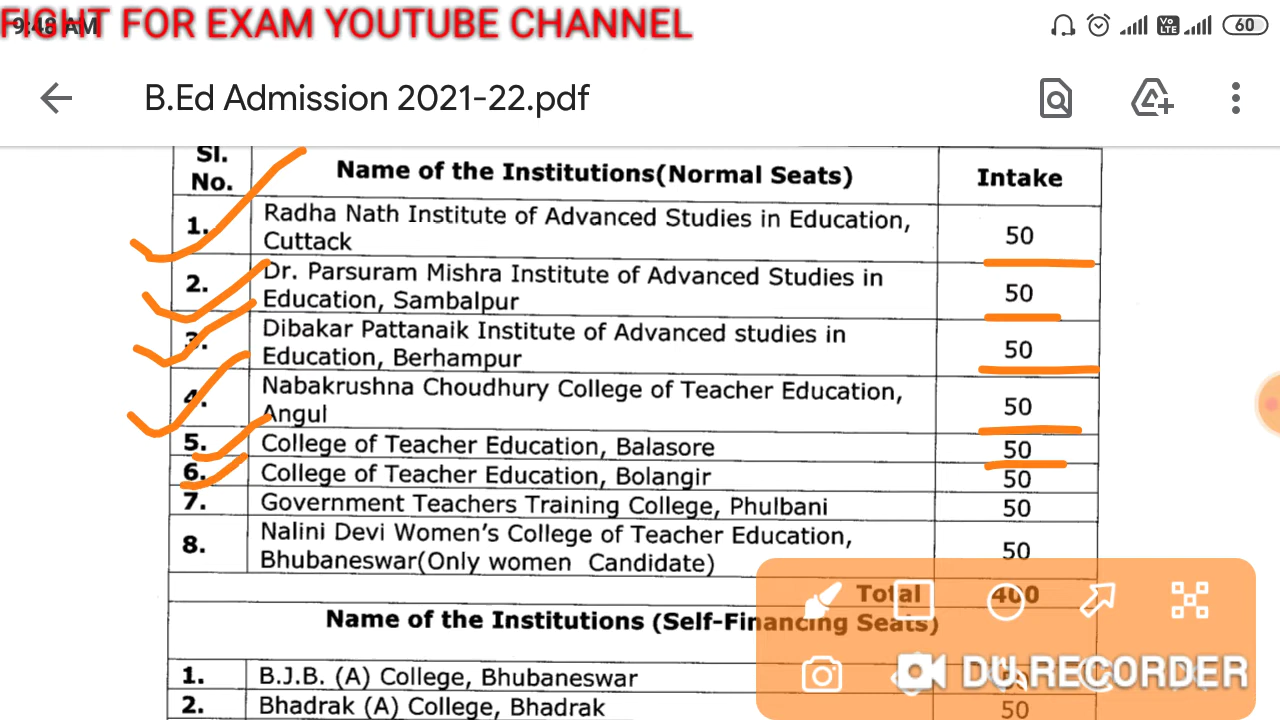 FIGHT FOR EXAM YOUTUBE CHANNEL
9:48 AM
Vo LTE
60
B.Ed Admission 2021-22.pdf
Sl. No. Name of the Institutions(Normal Seats) Intake
1. Radha Nath Institute of Advanced Studies in Education, 50
Cuttack
2. Dr. Parsuram Mishra Institute of Advanced Studies in 50
Education, Sambalpur
3. Dibakar Pattanaik Institute of Advanced studies in 50
Education, Berhampur
4. Nabakrushna Choudhury College of Teacher Education, 50
Angul
5. College of Teacher Education, Balasore 50
6. College of Teacher Education, Bolangir 50
7. Government Teachers Training College, Phulbani 50
8. Nalini Devi Women's College of Teacher Education, 50
Bhubaneswar(Only women Candidate)
Total 400
Name of the Institutions (Self-Financing Seats)
1. B.J.B. (A) College, Bhubaneswar
2. Bhadrak (A) College, Bhadrak 50
DU RECORDER